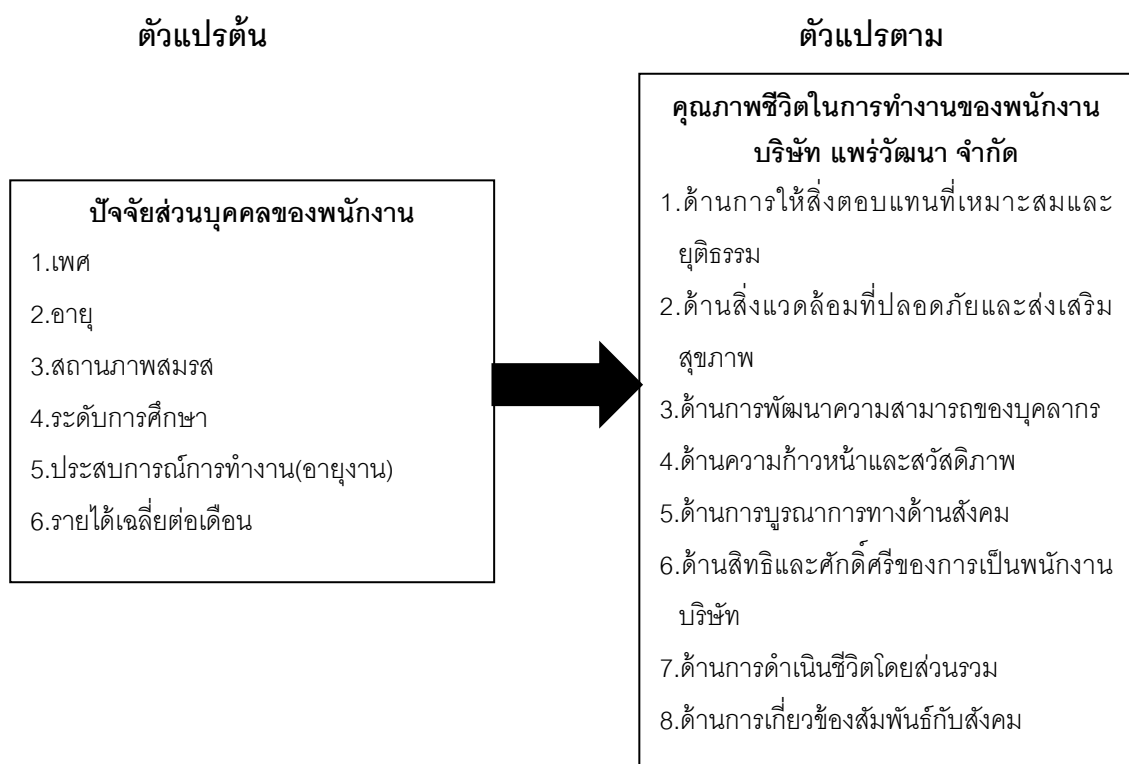 ตัวแปรต้น
ตัวแปรตาม
ปัจจัยส่วนบุคคลของพนักงาน
1.เพศ
2.อายุ
3.สถานภาพสมรส
4.ระดับการศึกษา
5.ประสบการณ์การทำงาน(อายุงาน)
6.รายได้เฉลี่ยต่อเดือน
คุณภาพชีวิตในการทำงานของพนักงาน
บริษัท แพร่วัฒนา จำกัด
1.ด้านการให้สิ่งตอบแทนที่เหมาะสมและ
ยุติธรรม
2.ด้านสิ่งแวดล้อมที่ปลอดภัยและส่งเสริม
สุขภาพ
3.ด้านการพัฒนาความสามารถของบุคลากร
4.ด้านความก้าวหน้าและสวัสดิภาพ
5.ด้านการบูรณาการทางด้านสังคม
6.ด้านสิทธิและศักดิ์ศรีของการเป็นพนักงาน
บริษัท
7.ด้านการดำเนินชีวิตโดยส่วนรวม
8.ด้านการเกี่ยวข้องสัมพันธ์กับสังคม